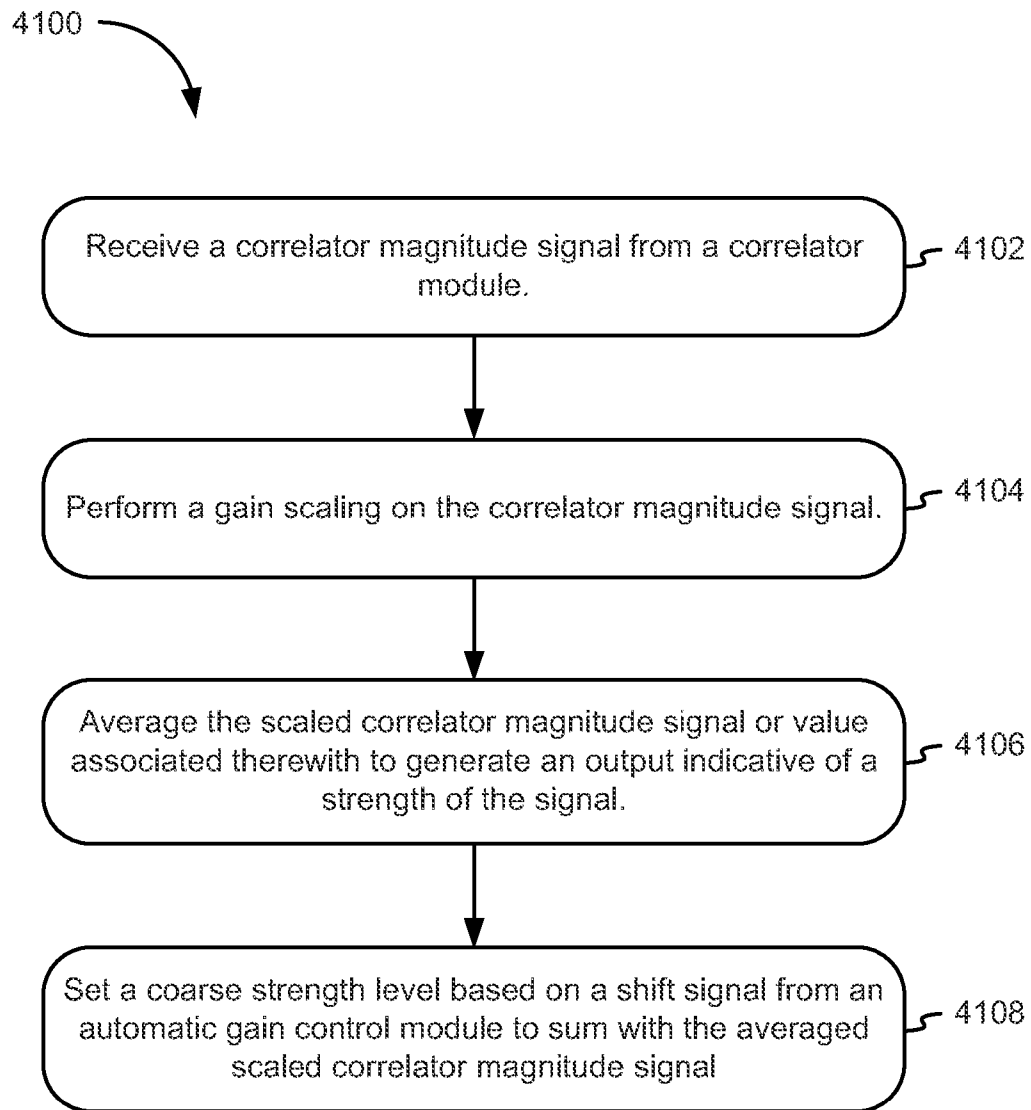 4100
Receive a correlator magnitude signal from a correlator
module.
4102
Perform a gain scaling on the correlator magnitude signal.
4104
Average the scaled correlator magnitude signal or value
associated therewith to generate an output indicative of a
strength of the signal.
4106
Set a coarse strength level based on a shift signal from an
automatic gain control module to sum with the averaged
scaled correlator magnitude signal
4108